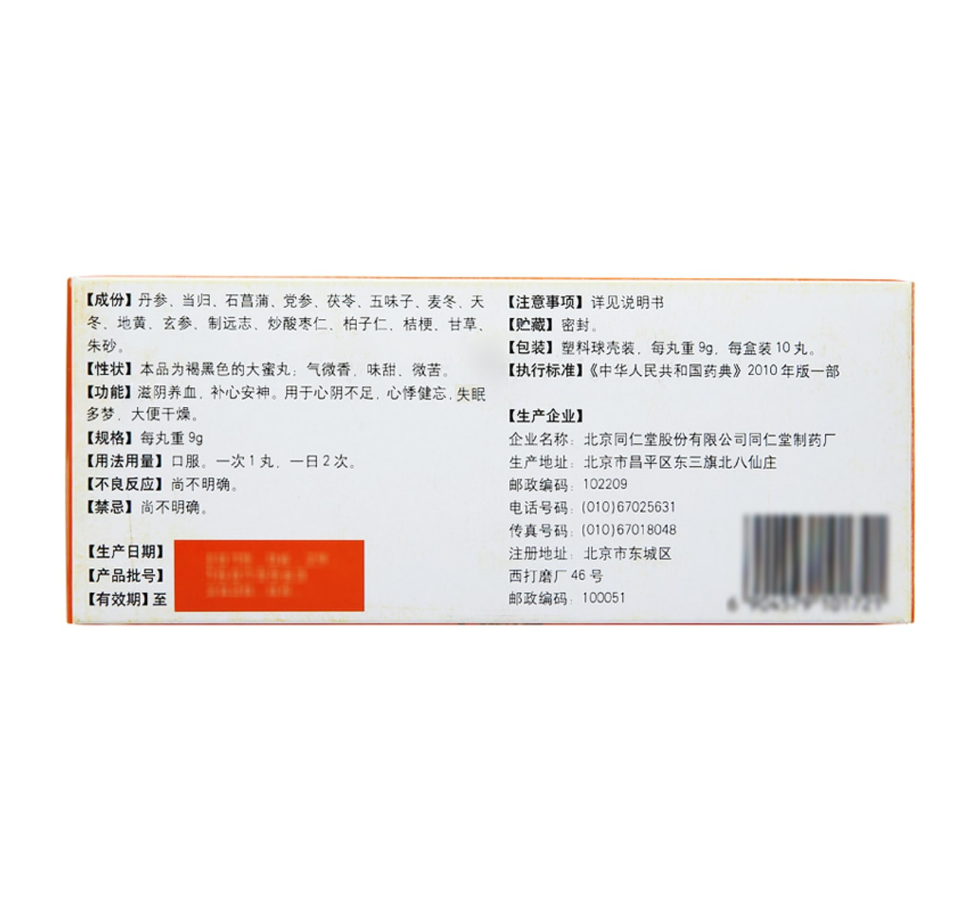 【成份】丹参、当归、石菖蒲、党参、茯苓、五味子、麦冬、天
冬、地黄、玄参、制远志、炒酸枣仁、柏子仁、桔梗、甘草、
朱砂。
【性状】本品为褐黑色的大蜜丸；气微香，味甜、微苦。
【功能】滋阴养血，补心安神。用于心阴不足，心悸健忘，失眠
多梦，大便干燥。
【规格】每丸重9g
【用法用量】口服。一次1丸，一日2次。
【不良反应】尚不明确。
【禁忌】尚不明确。
【生产日期】
【产品批号】
【有效期】至
【注意事项】详见说明书
【贮藏】密封。
【包装】塑料球壳装，每丸重9g，每盒装10丸。
【执行标准】《中华人民共和国药典》2010年版一部
【生产企业】
企业名称：北京同仁堂股份有限公司同仁堂制药厂
生产地址：北京市昌平区东三旗北八仙庄
邮政编码：102209
电话号码：(010)67025631
传真号码：(010)67018048
注册地址：北京市东城区
西打磨厂46号
邮政编码：100051